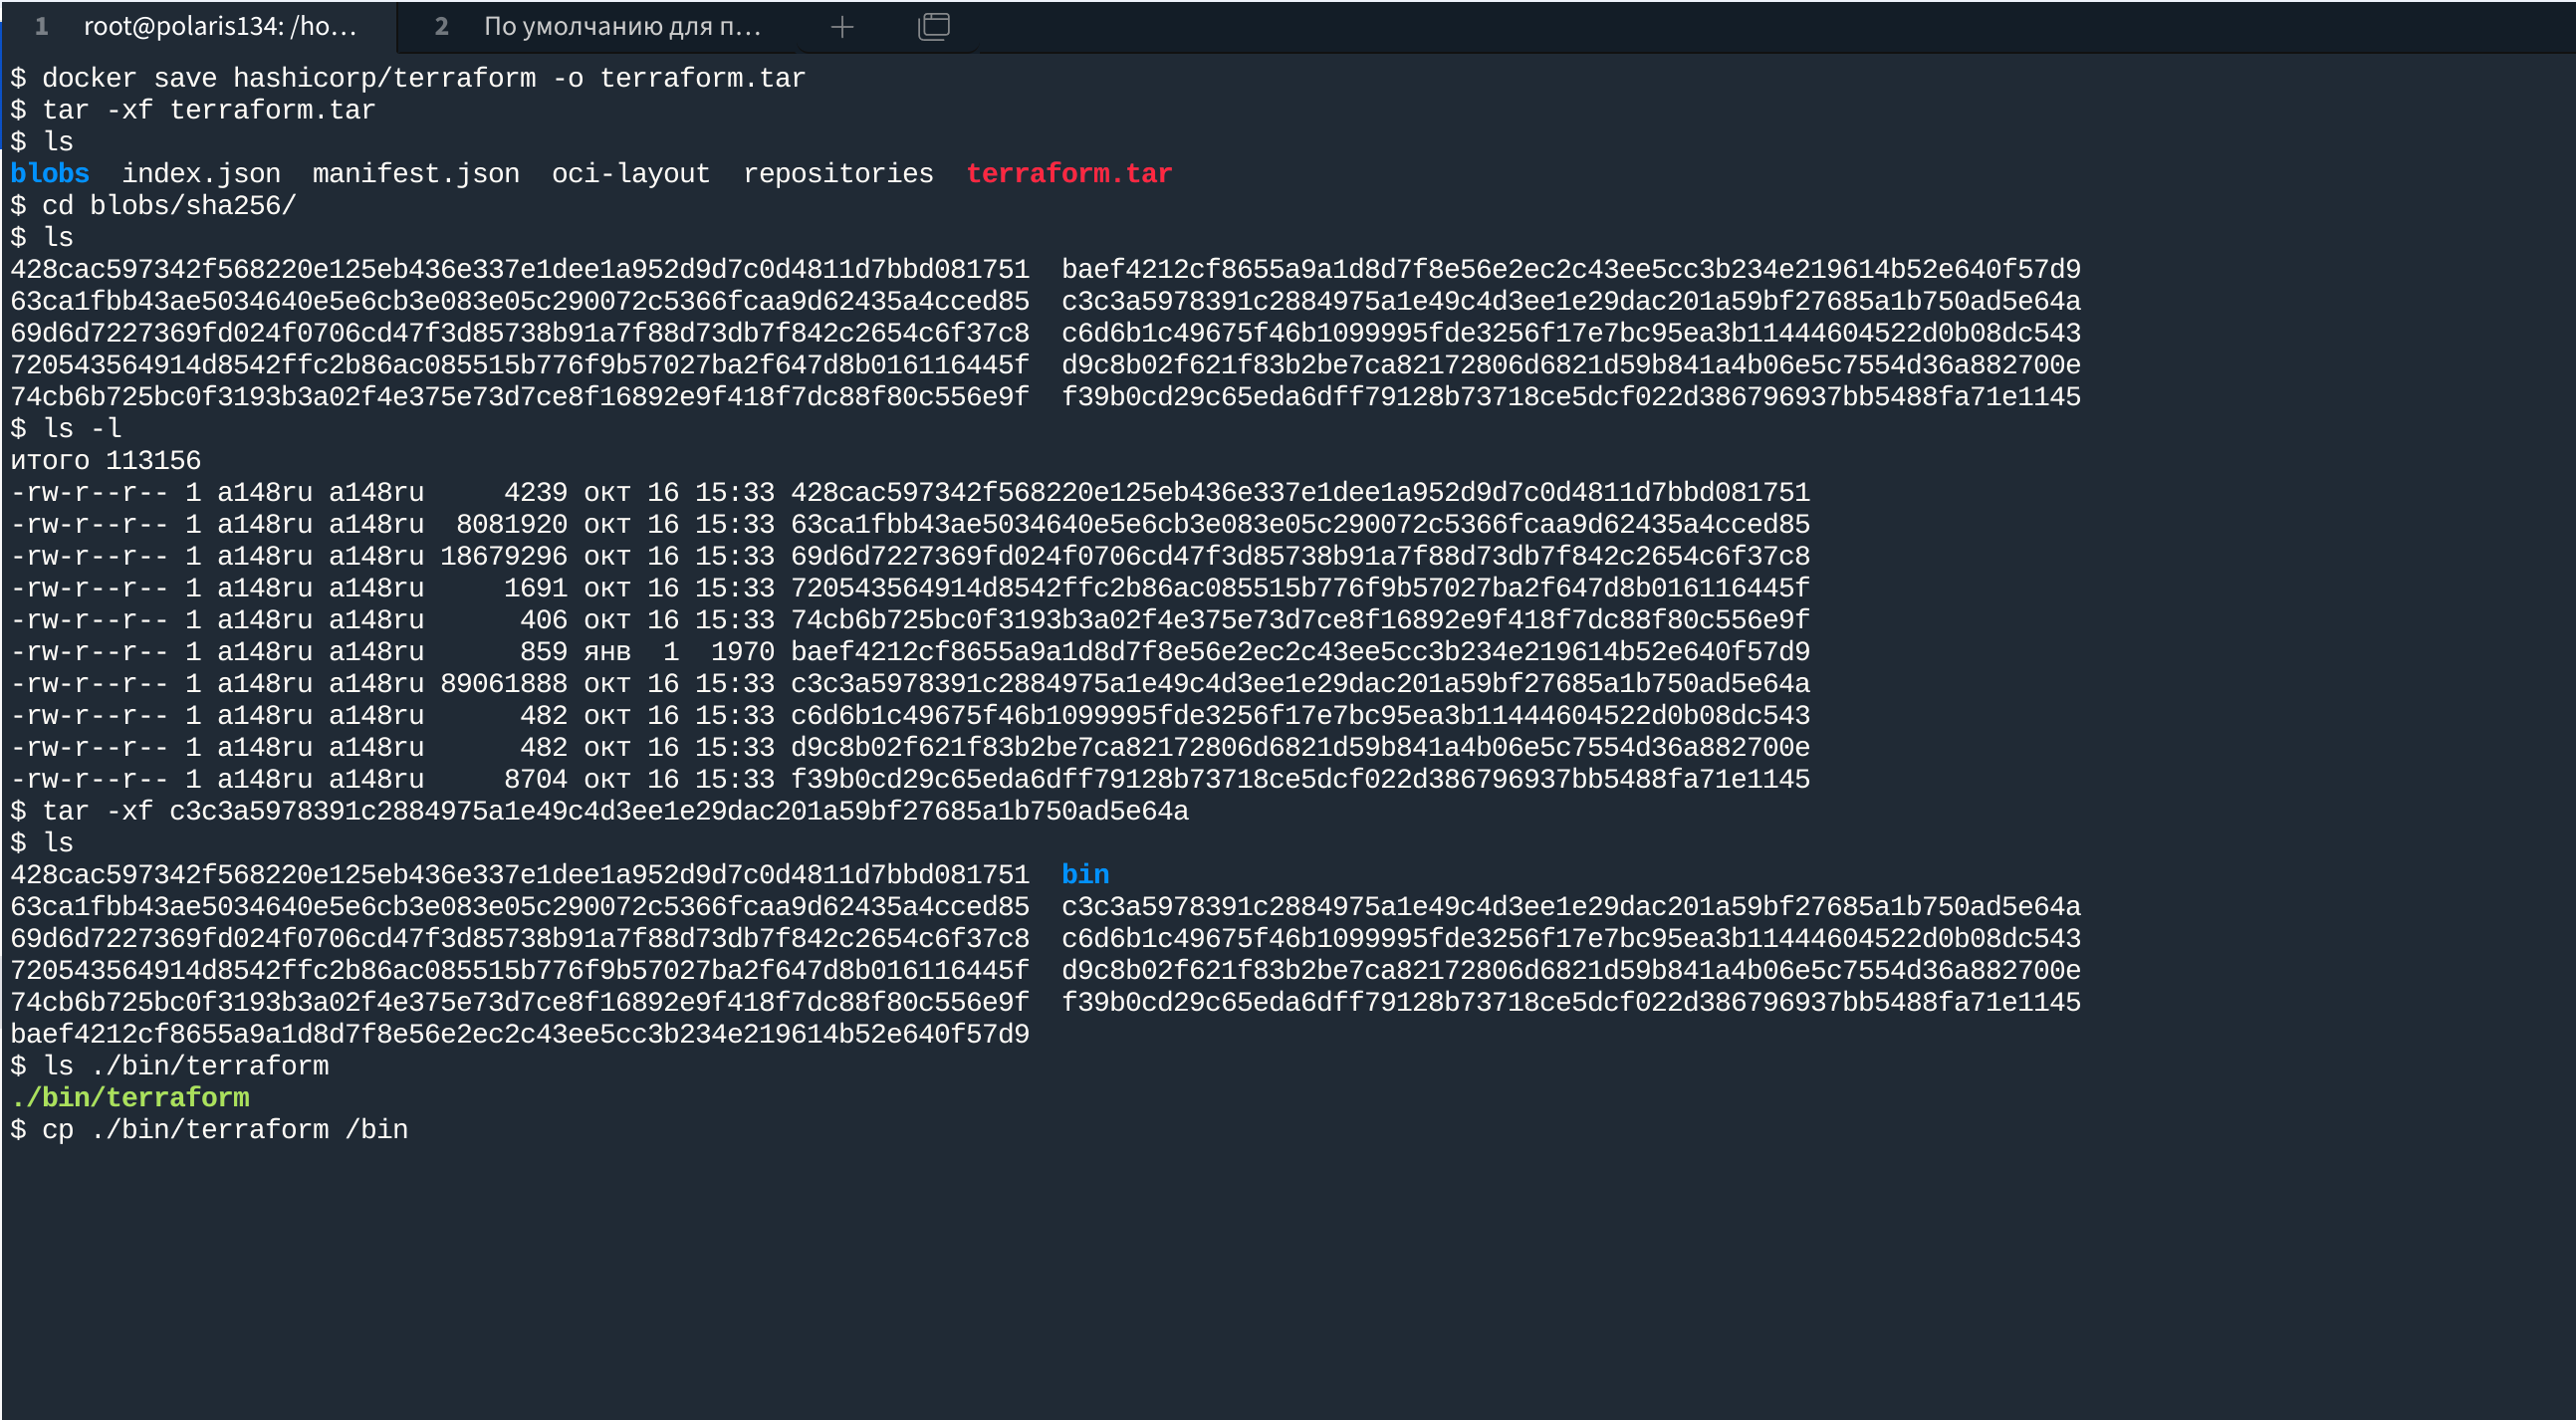 1 root@polaris134: /ho… 2 По умолчанию для п…
$ docker save hashicorp/terraform -o terraform.tar
$ tar -xf terraform.tar
$ ls
blobs  index.json  manifest.json  oci-layout  repositories  terraform.tar
$ cd blobs/sha256/
$ ls
428cac597342f568220e125eb436e337e1dee1a952d9d7c0d4811d7bbd081751  baef4212cf8655a9a1d8d7f8e56e2ec2c43ee5cc3b234e219614b52e640f57d9
63ca1fbb43ae5034640e5e6cb3e083e05c290072c5366fcaa9d62435a4cced85  c3c3a5978391c2884975a1e49c4d3ee1e29dac201a59bf27685a1b750ad5e64a
69d6d7227369fd024f0706cd47f3d85738b91a7f88d73db7f842c2654c6f37c8  c6d6b1c49675f46b1099995fde3256f17e7bc95ea3b11444604522d0b08dc543
720543564914d8542ffc2b86ac085515b776f9b57027ba2f647d8b016116445f  d9c8b02f621f83b2be7ca82172806d6821d59b841a4b06e5c7554d36a882700e
74cb6b725bc0f3193b3a02f4e375e73d7ce8f16892e9f418f7dc88f80c556e9f  f39b0cd29c65eda6dff79128b73718ce5dcf022d386796937bb5488fa71e1145
$ ls -l
итого 113156
-rw-r--r-- 1 a148ru a148ru     4239 окт 16 15:33 428cac597342f568220e125eb436e337e1dee1a952d9d7c0d4811d7bbd081751
-rw-r--r-- 1 a148ru a148ru  8081920 окт 16 15:33 63ca1fbb43ae5034640e5e6cb3e083e05c290072c5366fcaa9d62435a4cced85
-rw-r--r-- 1 a148ru a148ru 18679296 окт 16 15:33 69d6d7227369fd024f0706cd47f3d85738b91a7f88d73db7f842c2654c6f37c8
-rw-r--r-- 1 a148ru a148ru     1691 окт 16 15:33 720543564914d8542ffc2b86ac085515b776f9b57027ba2f647d8b016116445f
-rw-r--r-- 1 a148ru a148ru      406 окт 16 15:33 74cb6b725bc0f3193b3a02f4e375e73d7ce8f16892e9f418f7dc88f80c556e9f
-rw-r--r-- 1 a148ru a148ru      859 янв  1  1970 baef4212cf8655a9a1d8d7f8e56e2ec2c43ee5cc3b234e219614b52e640f57d9
-rw-r--r-- 1 a148ru a148ru 89061888 окт 16 15:33 c3c3a5978391c2884975a1e49c4d3ee1e29dac201a59bf27685a1b750ad5e64a
-rw-r--r-- 1 a148ru a148ru      482 окт 16 15:33 c6d6b1c49675f46b1099995fde3256f17e7bc95ea3b11444604522d0b08dc543
-rw-r--r-- 1 a148ru a148ru      482 окт 16 15:33 d9c8b02f621f83b2be7ca82172806d6821d59b841a4b06e5c7554d36a882700e
-rw-r--r-- 1 a148ru a148ru     8704 окт 16 15:33 f39b0cd29c65eda6dff79128b73718ce5dcf022d386796937bb5488fa71e1145
$ tar -xf c3c3a5978391c2884975a1e49c4d3ee1e29dac201a59bf27685a1b750ad5e64a
$ ls
428cac597342f568220e125eb436e337e1dee1a952d9d7c0d4811d7bbd081751  bin
63ca1fbb43ae5034640e5e6cb3e083e05c290072c5366fcaa9d62435a4cced85  c3c3a5978391c2884975a1e49c4d3ee1e29dac201a59bf27685a1b750ad5e64a
69d6d7227369fd024f0706cd47f3d85738b91a7f88d73db7f842c2654c6f37c8  c6d6b1c49675f46b1099995fde3256f17e7bc95ea3b11444604522d0b08dc543
720543564914d8542ffc2b86ac085515b776f9b57027ba2f647d8b016116445f  d9c8b02f621f83b2be7ca82172806d6821d59b841a4b06e5c7554d36a882700e
74cb6b725bc0f3193b3a02f4e375e73d7ce8f16892e9f418f7dc88f80c556e9f  f39b0cd29c65eda6dff79128b73718ce5dcf022d386796937bb5488fa71e1145
baef4212cf8655a9a1d8d7f8e56e2ec2c43ee5cc3b234e219614b52e640f57d9
$ ls ./bin/terraform
./bin/terraform
$ cp ./bin/terraform /bin